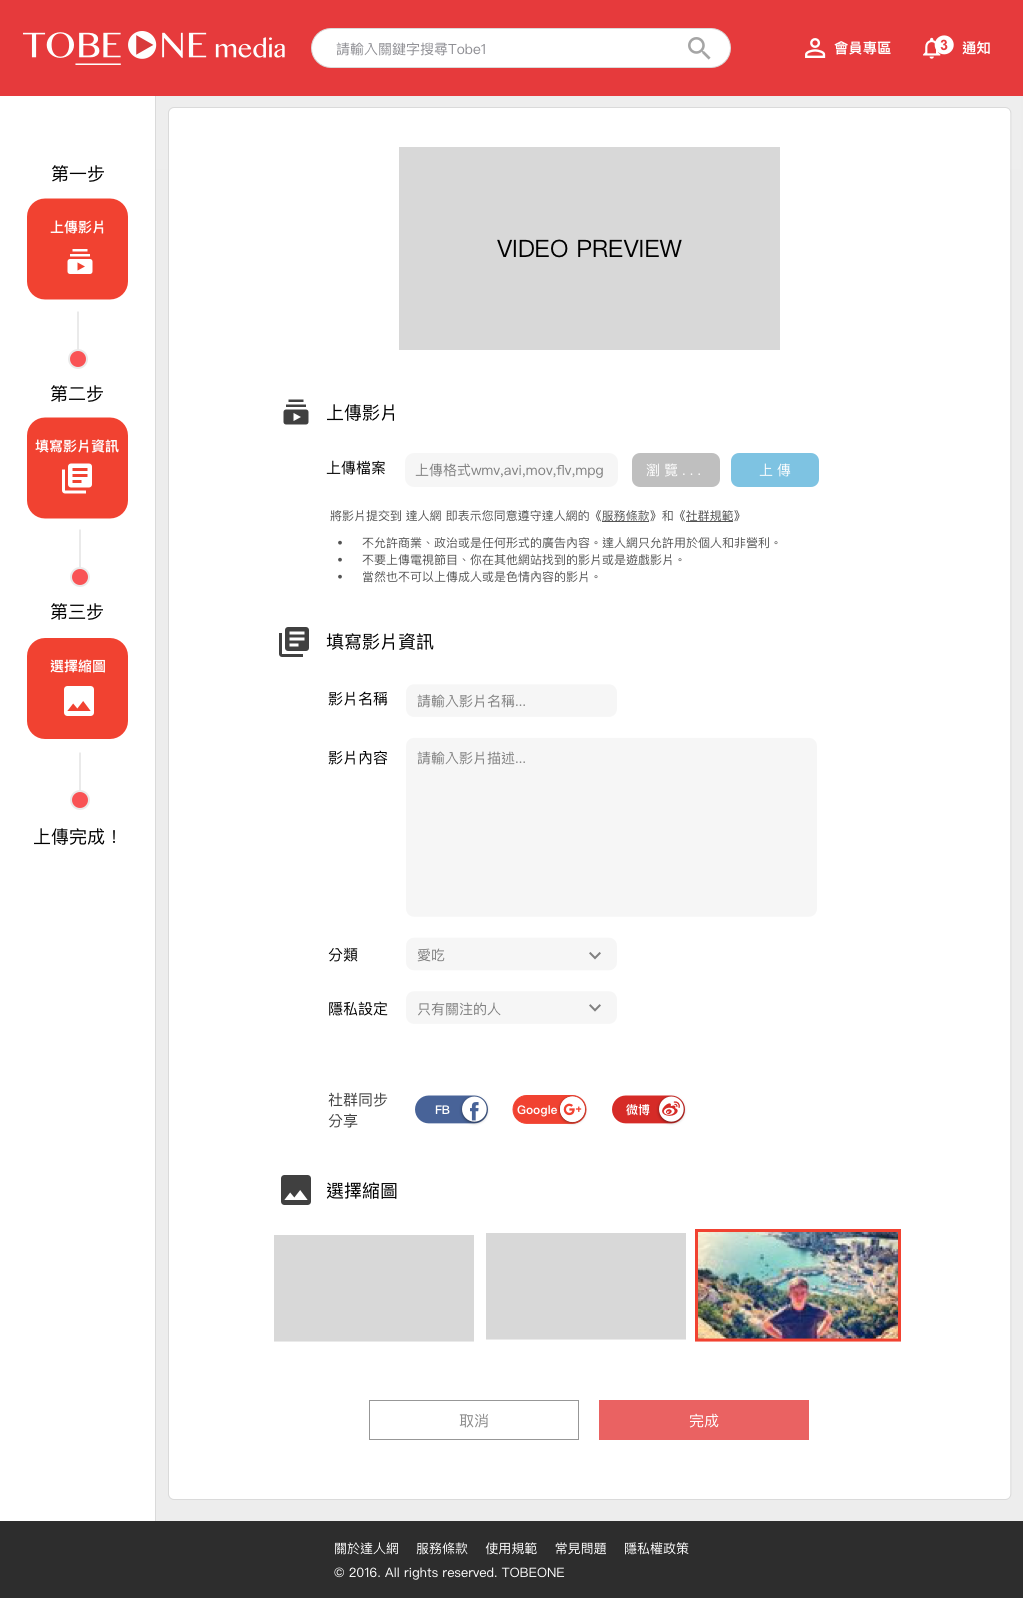 TOBEONE media
請輸入關鍵字搜尋Tobe1
會員專區
3
通知
第一步
上傳影片
第二步
填寫影片資訊
第三步
選擇縮圖
上傳完成！
VIDEO PREVIEW
上傳影片
上傳檔案
上傳格式wmv,avi,mov,flv,mpg
瀏覽...
上傳
將影片提交到 達人網 即表示您同意遵守達人網的《服務條款》和《社群規範》
• 不允許商業、政治或是任何形式的廣告內容。達人網只允許用於個人和非營利。
• 不要上傳電視節目、你在其他網站找到的影片或是遊戲影片。
• 當然也不可以上傳成人或是色情內容的影片。
填寫影片資訊
影片名稱
請輸入影片名稱...
影片內容
請輸入影片描述...
分類
愛吃
隱私設定
只有關注的人
社群同步
分享
FB
Google
G+
微博
選擇縮圖
取消
完成
關於達人網 服務條款 使用規範 常見問題 隱私權政策
© 2016. All rights reserved. TOBEONE